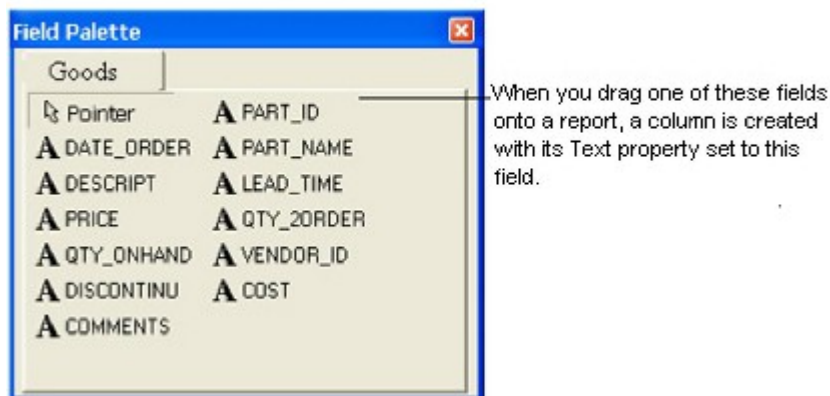 Field Palette
Goods
Pointer
PART_ID
DATE_ORDER
PART_NAME
DESCRIPT
LEAD_TIME
PRICE
QTY_2ORDER
QTY_ONHAND
VENDOR_ID
DISCONTINU
COST
COMMENTS
When you drag one of these fields
onto a report, a column is created
with its Text property set to this
field.